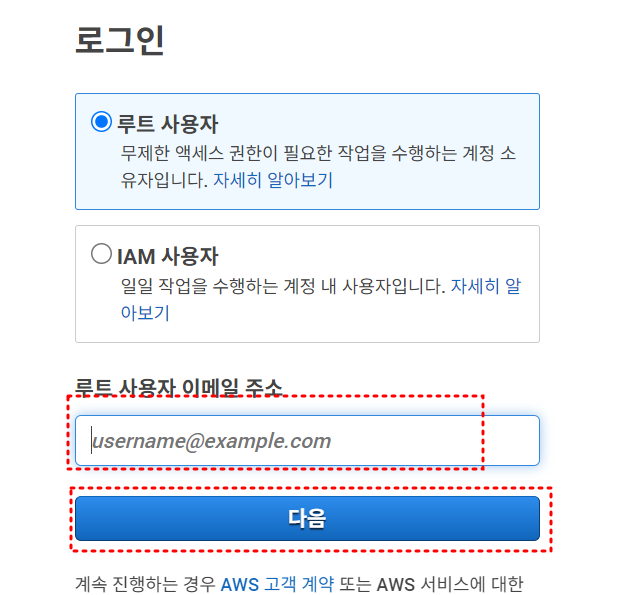 로그인
루트 사용자
무제한 액세스 권한이 필요한 작업을 수행하는 계정 소
유자입니다. 자세히 알아보기
IAM 사용자
일일 작업을 수행하는 계정 내 사용자입니다. 자세히 알
아보기
루트 사용자 이메일 주소
username@example.com
다음
계속 진행하는 경우 AWS 고객 계약 또는 AWS 서비스에 대한